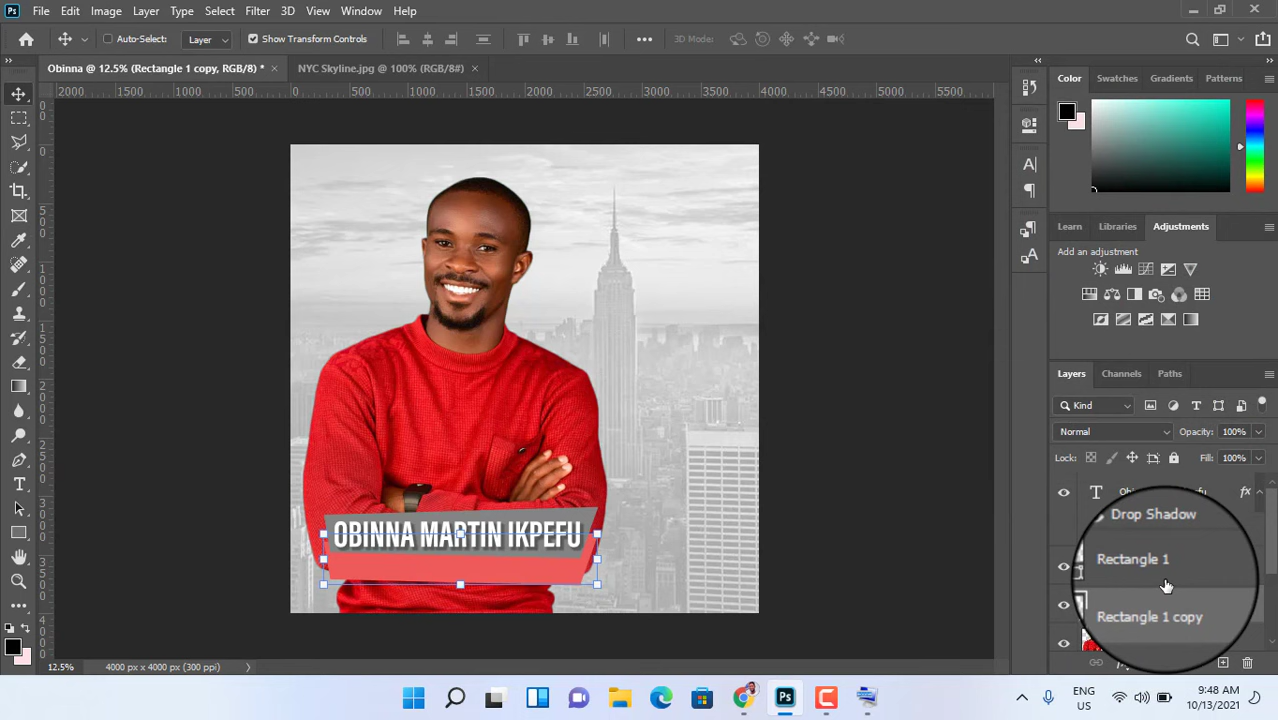 Ps File Edit Image Layer Type Select Filter 3D View Window Help
Auto-Select: Layer Show Transform Controls 3D Mode:
Obinna @ 12.5% (Rectangle 1 copy, RGB/8) * × NYC Skyline.jpg @ 100% (RGB/8#) ×
2000 1500 1000 500 0 500 1000 1500 2000 2500 3000 3500 4000 4500 5000 5500
OBINNA MARTIN IKPEFU
12.5% 4000 px x 4000 px (300 ppi)
Color Swatches Gradients Patterns
Learn Libraries Adjustments
Add an adjustment
Layers Channels Paths
Kind
Normal Opacity: 100%
Lock: Fill: 100%
fx
Drop Shadow
Rectangle 1
Rectangle 1 copy
Ps
ENG
US
9:48 AM
10/13/2021